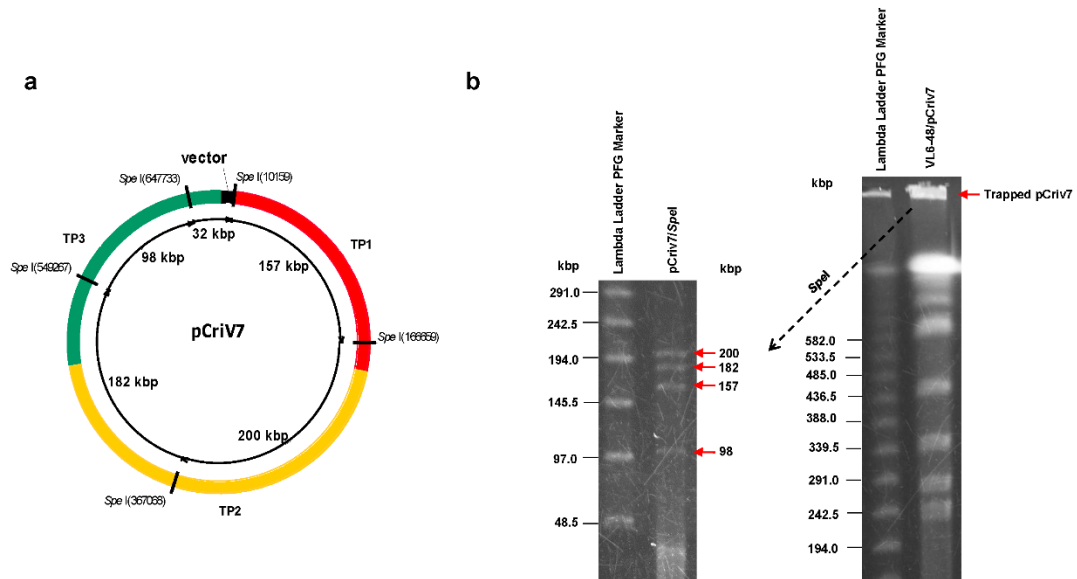 a
vector
Spe I(647733)
Spe I(10159)
TP3
TP1
32 kbp
98 kbp
157 kbp
Spe I(549267)
pCriV7
Spe I(166659)
182 kbp
200 kbp
Spe I(367068)
TP2
b
Lambda Ladder PFG Marker
pCriv7/SpeI
kbp
kbp
291.0
242.5
194.0
145.5
97.0
48.5
200
182
157
98
SpeI
Lambda Ladder PFG Marker
VL6-48/pCriv7
kbp
Trapped pCriv7
582.0
533.5
485.0
436.5
388.0
339.5
291.0
242.5
194.0